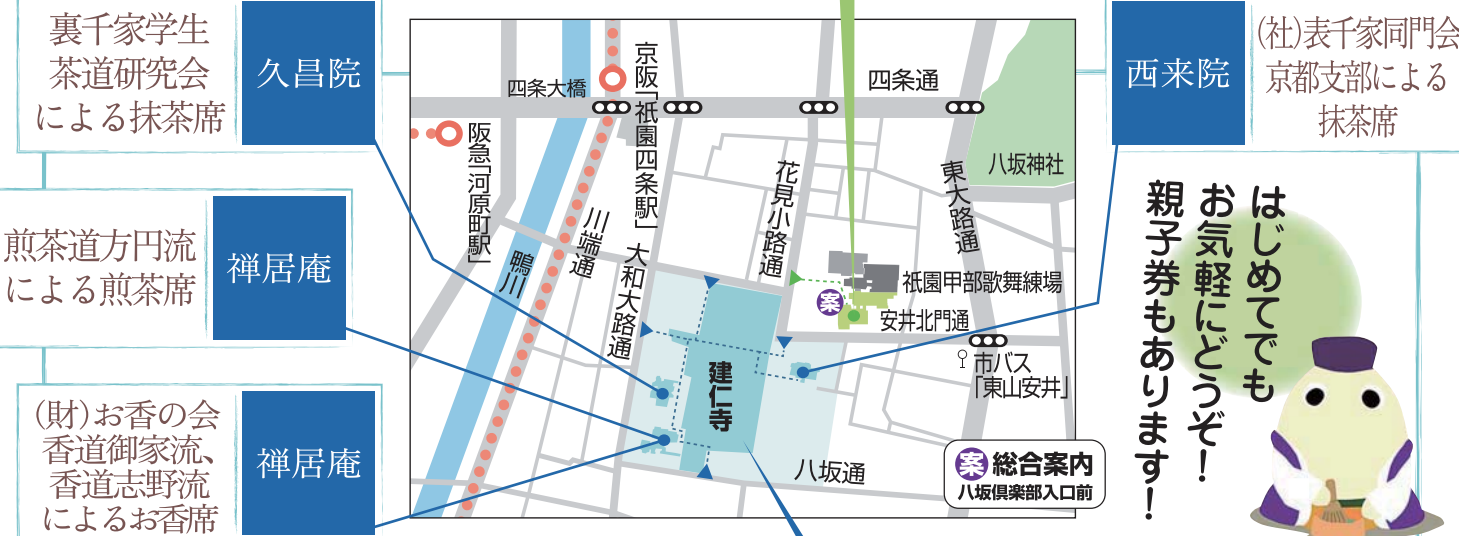 裏千家学生
茶道研究会
による抹茶席
久昌院
煎茶道方円流
による煎茶席
禅居庵
(財)お香の会
香道御家流、
香道志野流
によるお香席
禅居庵
四条大橋
京阪「祇園四条駅」
四条通
阪急「河原町駅」
鴨川
川端通
大和大路通
花見小路通
東大路通
八坂神社
祇園甲部歌舞練場
案
安井北門通
市バス
「東山安井」
建仁寺
八坂通
案 総合案内
八坂倶楽部入口前
西来院
(社)表千家同門会
京都支部による
抹茶席
はじめてでも
お気軽にどうぞ!
親子券もあります!